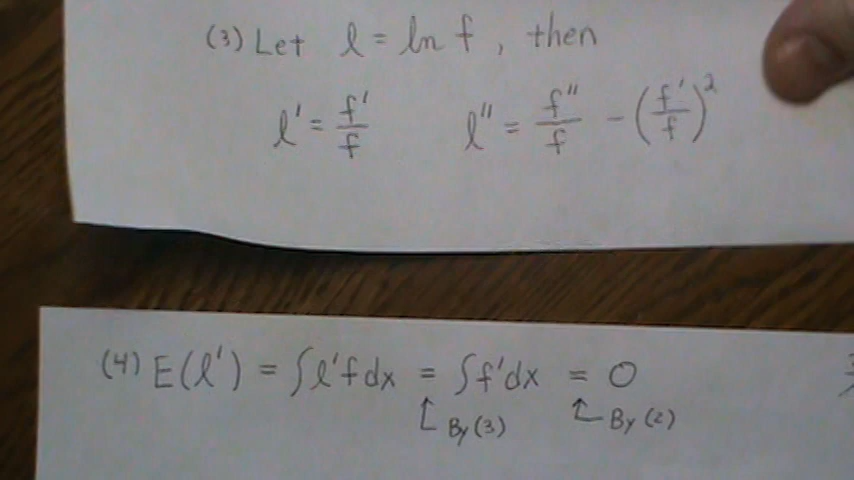 (3) Let l = ln f, then
l' = f'/f l'' = f''/f - (f'/f)²
(4) E(l') = ∫l'f dx = ∫f'dx = 0
By (3) By (2)